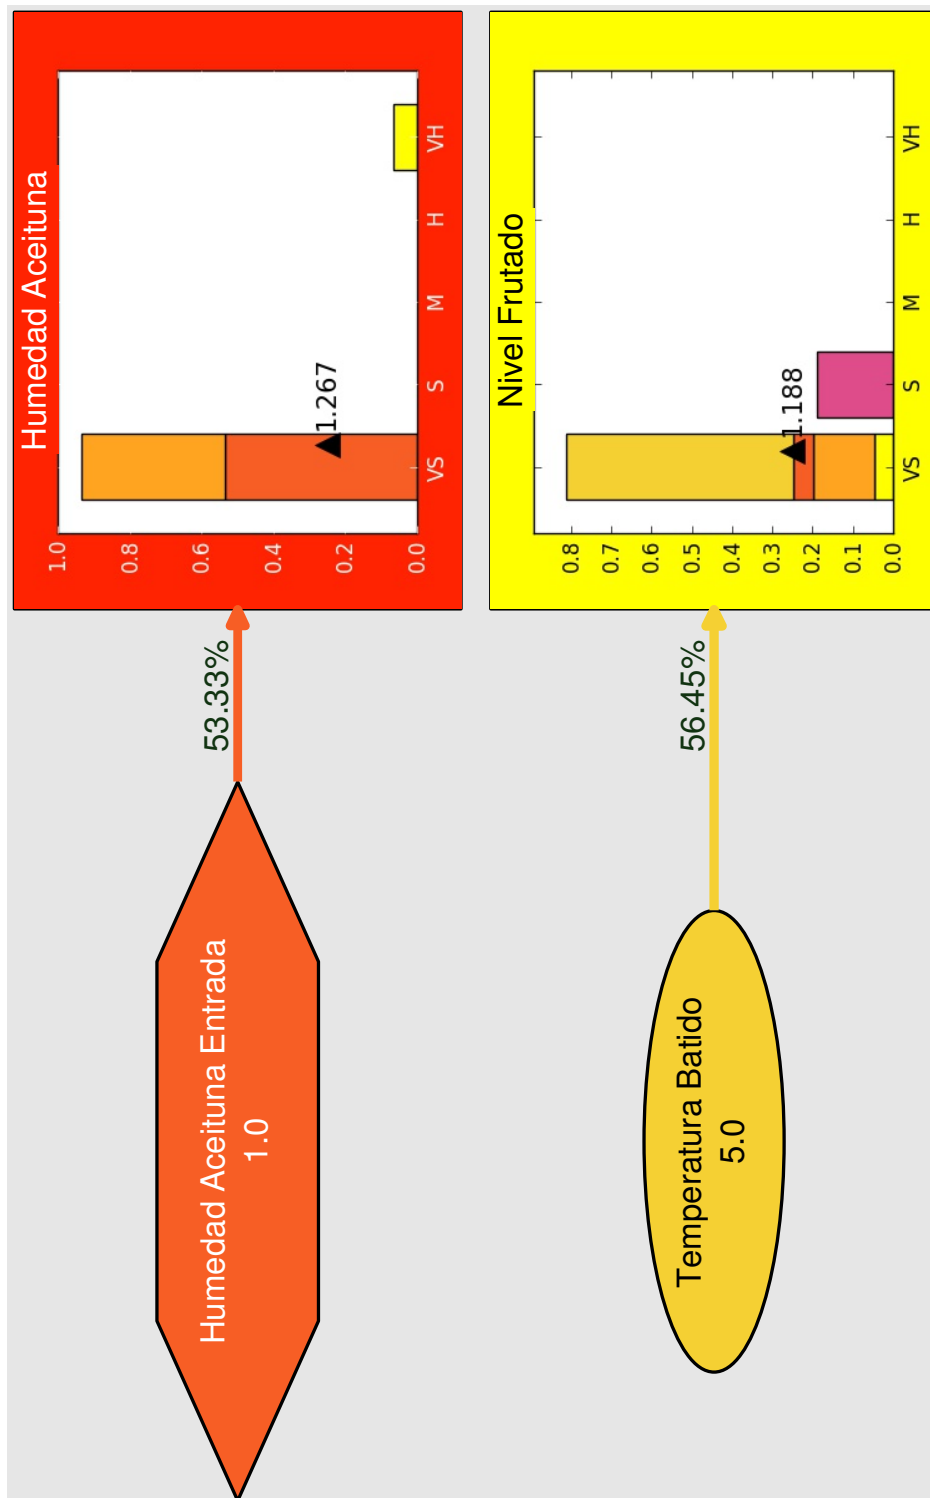 Humedad Aceituna Entrada
1.0
53.33%
Humedad Aceituna
1.0
0.8
0.6
0.4
0.2
0.0
1.267
VS
S
M
H
VH
Temperatura Batido
5.0
56.45%
Nivel Frutado
0.8
0.7
0.6
0.5
0.4
0.3
0.2
0.1
0.0
1.188
VS
S
M
H
VH